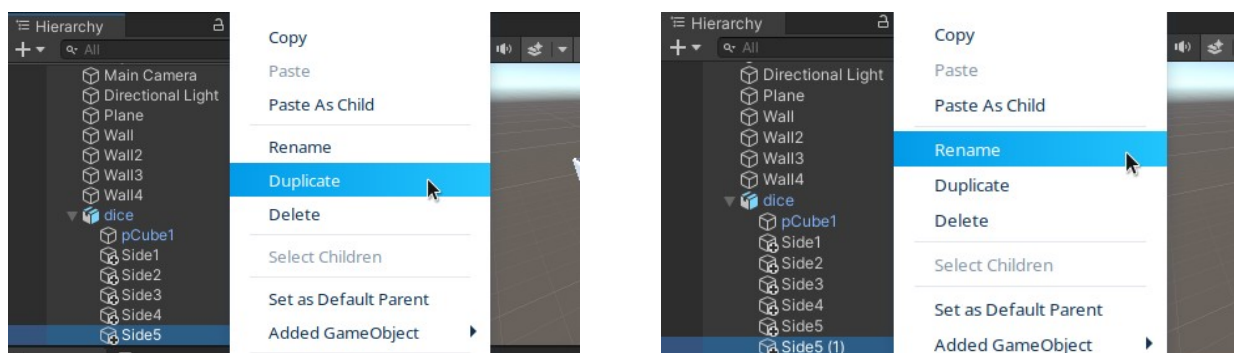 Hierarchy
All
Main Camera
Directional Light
Plane
Wall
Wall2
Wall3
Wall4
dice
pCube1
Side1
Side2
Side3
Side4
Side5
Copy
Paste
Paste As Child
Rename
Duplicate
Delete
Select Children
Set as Default Parent
Added GameObject
Hierarchy
All
Directional Light
Plane
Wall
Wall2
Wall3
Wall4
dice
pCube1
Side1
Side2
Side3
Side4
Side5
Side5 (1)
Copy
Paste
Paste As Child
Rename
Duplicate
Delete
Select Children
Set as Default Parent
Added GameObject